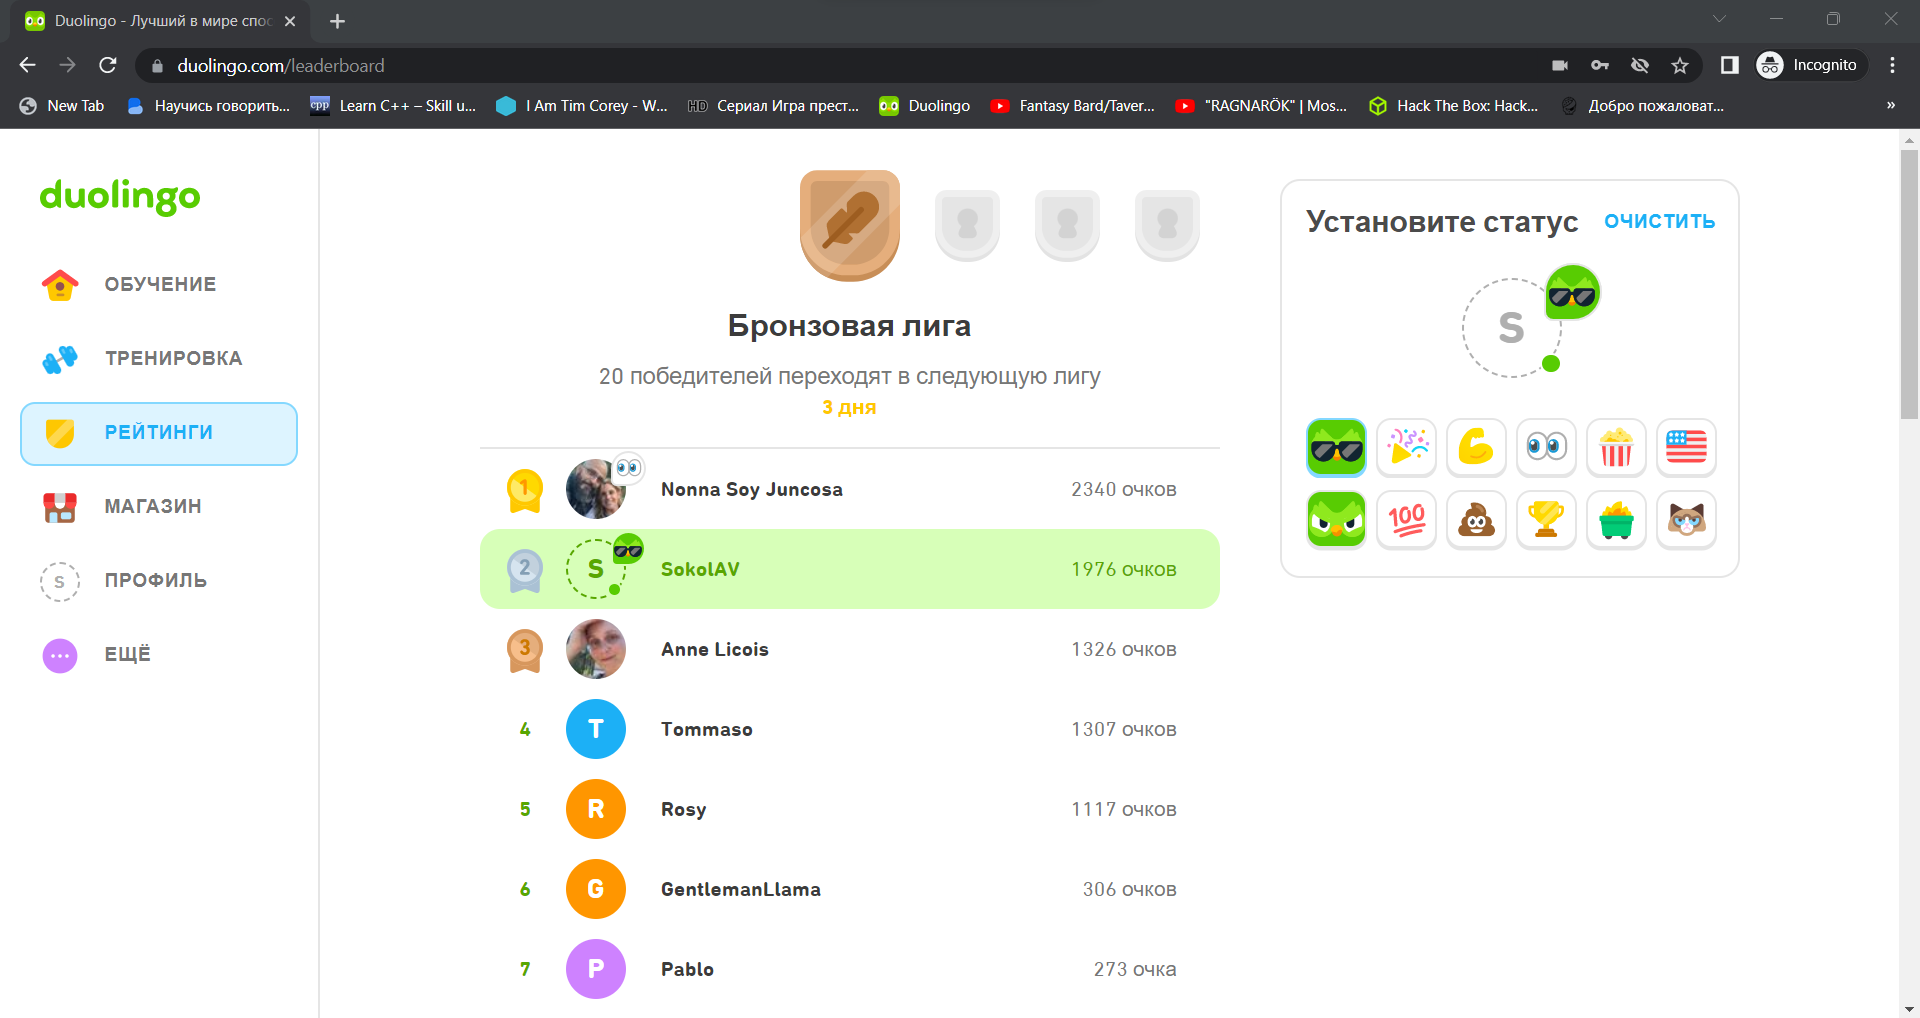 Duolingo - Лучший в мире спос
duolingo.com/leaderboard
Incognito
New Tab
Научись говорить...
cpp
Learn C++ – Skill u...
I Am Tim Corey - W...
HD
Сериал Игра прест...
Duolingo
Fantasy Bard/Taver...
"RAGNARÖK" | Mos...
Hack The Box: Hack...
Добро пожаловат...
»
duolingo
ОБУЧЕНИЕ
ТРЕНИРОВКА
РЕЙТИНГИ
МАГАЗИН
S
ПРОФИЛЬ
ЕЩЁ
Бронзовая лига
20 победителей переходят в следующую лигу
3 дня
1
Nonna Soy Juncosa
2340 очков
2
S
SokolAV
1976 очков
3
Anne Licois
1326 очков
4
T
Tommaso
1307 очков
5
R
Rosy
1117 очков
6
G
GentlemanLlama
306 очков
7
P
Pablo
273 очка
Установите статус
ОЧИСТИТЬ
S
100